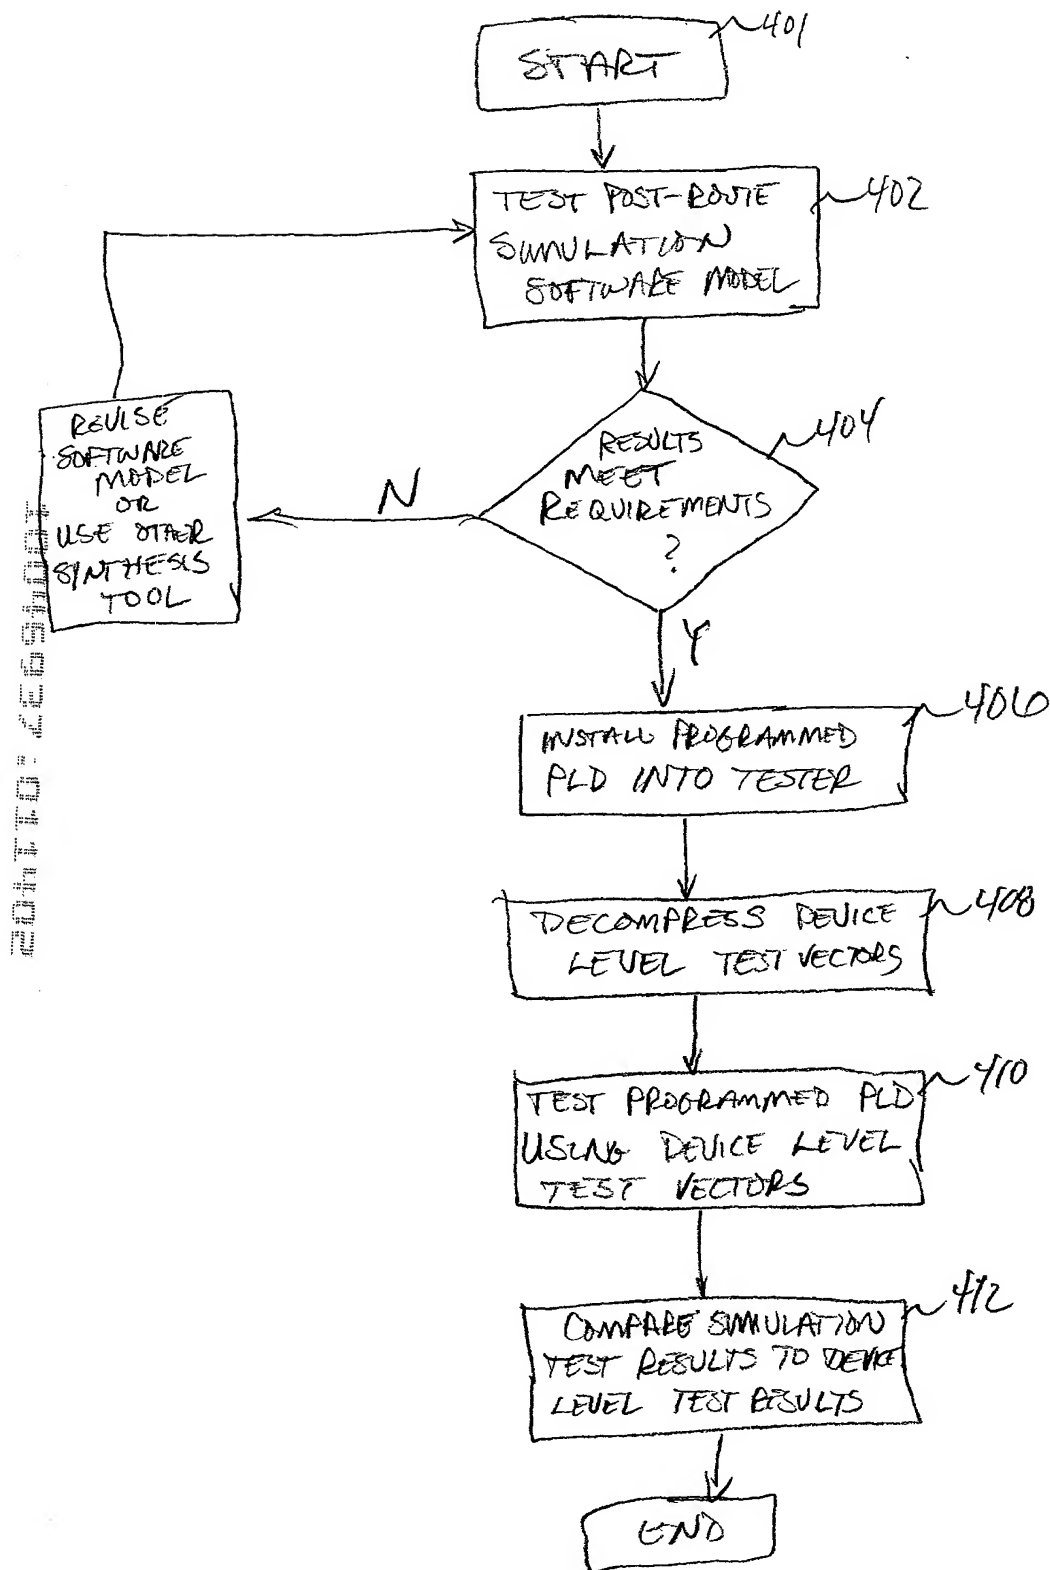 START
401
TEST POST-ROUTE
SIMULATION
SOFTWARE MODEL
402
RESULTS
MEET
REQUIREMENTS
?
404
N
REVISE
SOFTWARE
MODEL
OR
USE OTHER
SYNTHESIS
TOOL
Y
INSTALL PROGRAMMED
PLD INTO TESTER
406
DECOMPRESS DEVICE
LEVEL TEST VECTORS
408
TEST PROGRAMMED PLD
USING DEVICE LEVEL
TEST VECTORS
410
COMPARE SIMULATION
TEST RESULTS TO DEVICE
LEVEL TEST RESULTS
412
END
10046937.011402